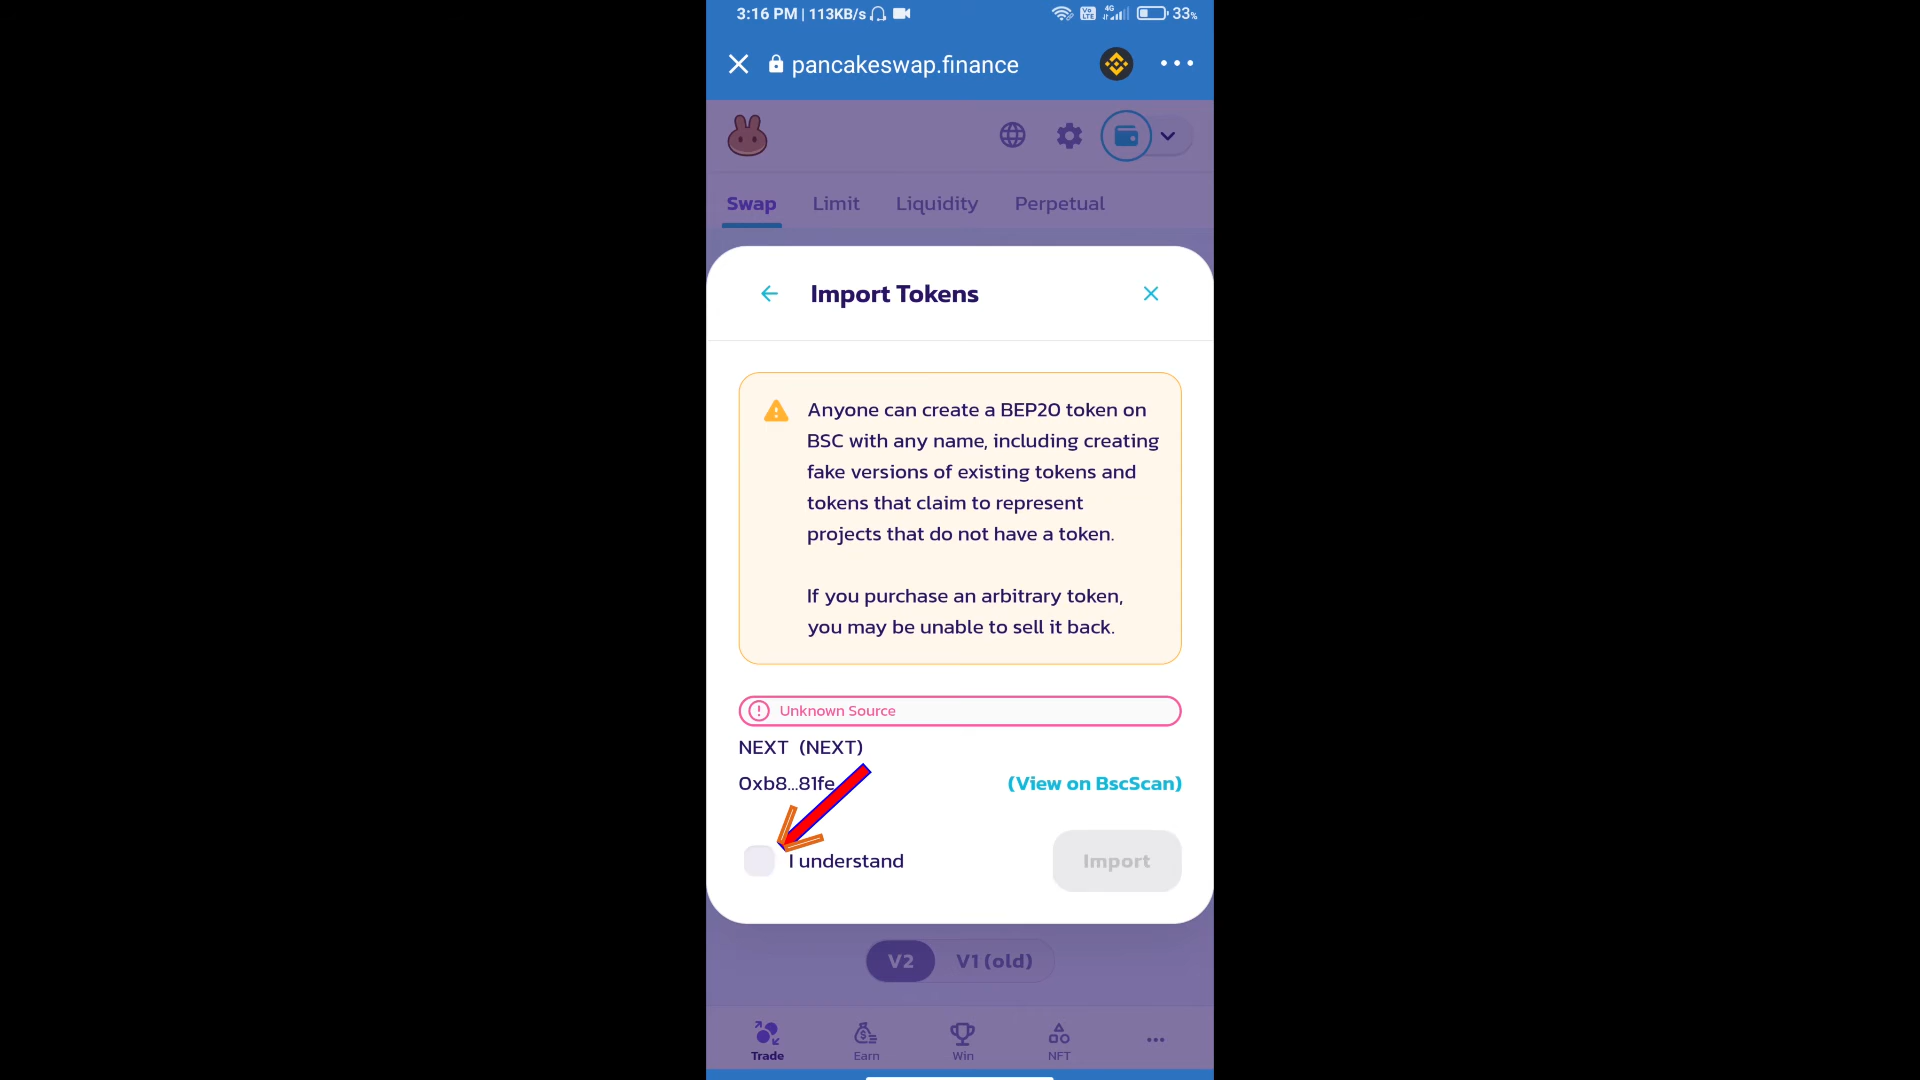 3:16 PM | 113KB/s 4G 33%
pancakeswap.finance
Swap Limit Liquidity Perpetual
Import Tokens
Anyone can create a BEP20 token on
BSC with any name, including creating
fake versions of existing tokens and
tokens that claim to represent
projects that do not have a token.
If you purchase an arbitrary token,
you may be unable to sell it back.
Unknown Source
NEXT (NEXT)
0xb8...81fe (View on BscScan)
I understand Import
V2 V1 (old)
Trade Earn Win NFT